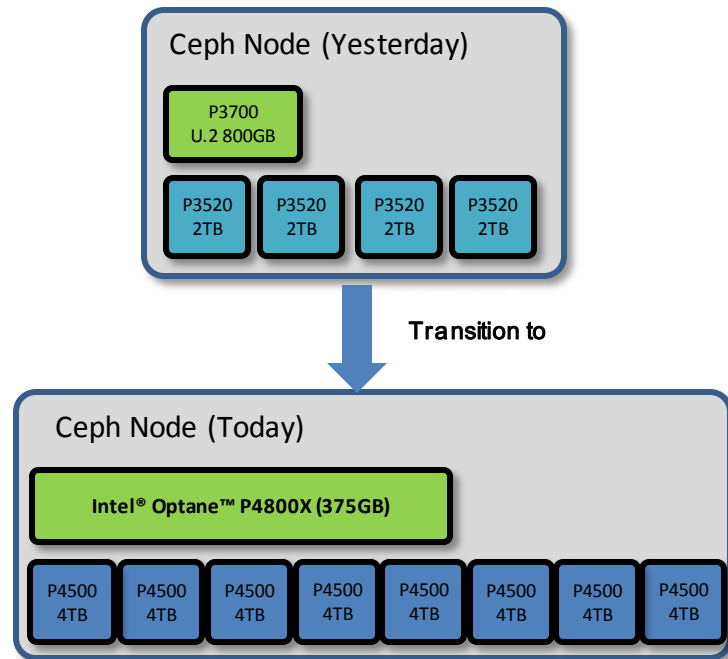 Ceph Node (Yesterday)
P3700
U.2 800GB
P3520
2TB
P3520
2TB
P3520
2TB
P3520
2TB
Transition to
Ceph Node (Today)
Intel® Optane™ P4800X (375GB)
P4500
4TB
P4500
4TB
P4500
4TB
P4500
4TB
P4500
4TB
P4500
4TB
P4500
4TB
P4500
4TB